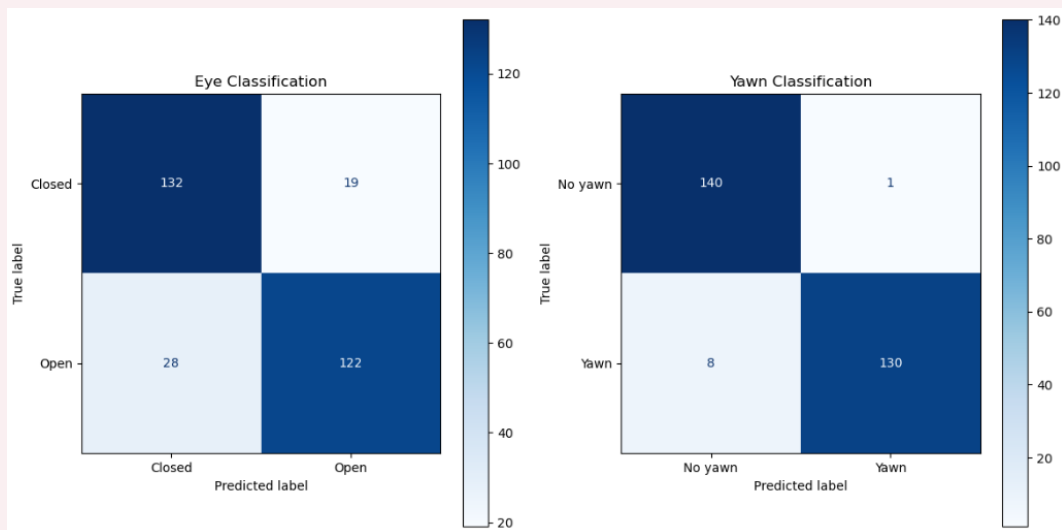 Eye Classification
Closed
132
19
Open
28
122
Closed
Open
Predicted label
True label
120
100
80
60
40
20
Yawn Classification
No yawn
140
1
Yawn
8
130
No yawn
Yawn
Predicted label
True label
140
120
100
80
60
40
20